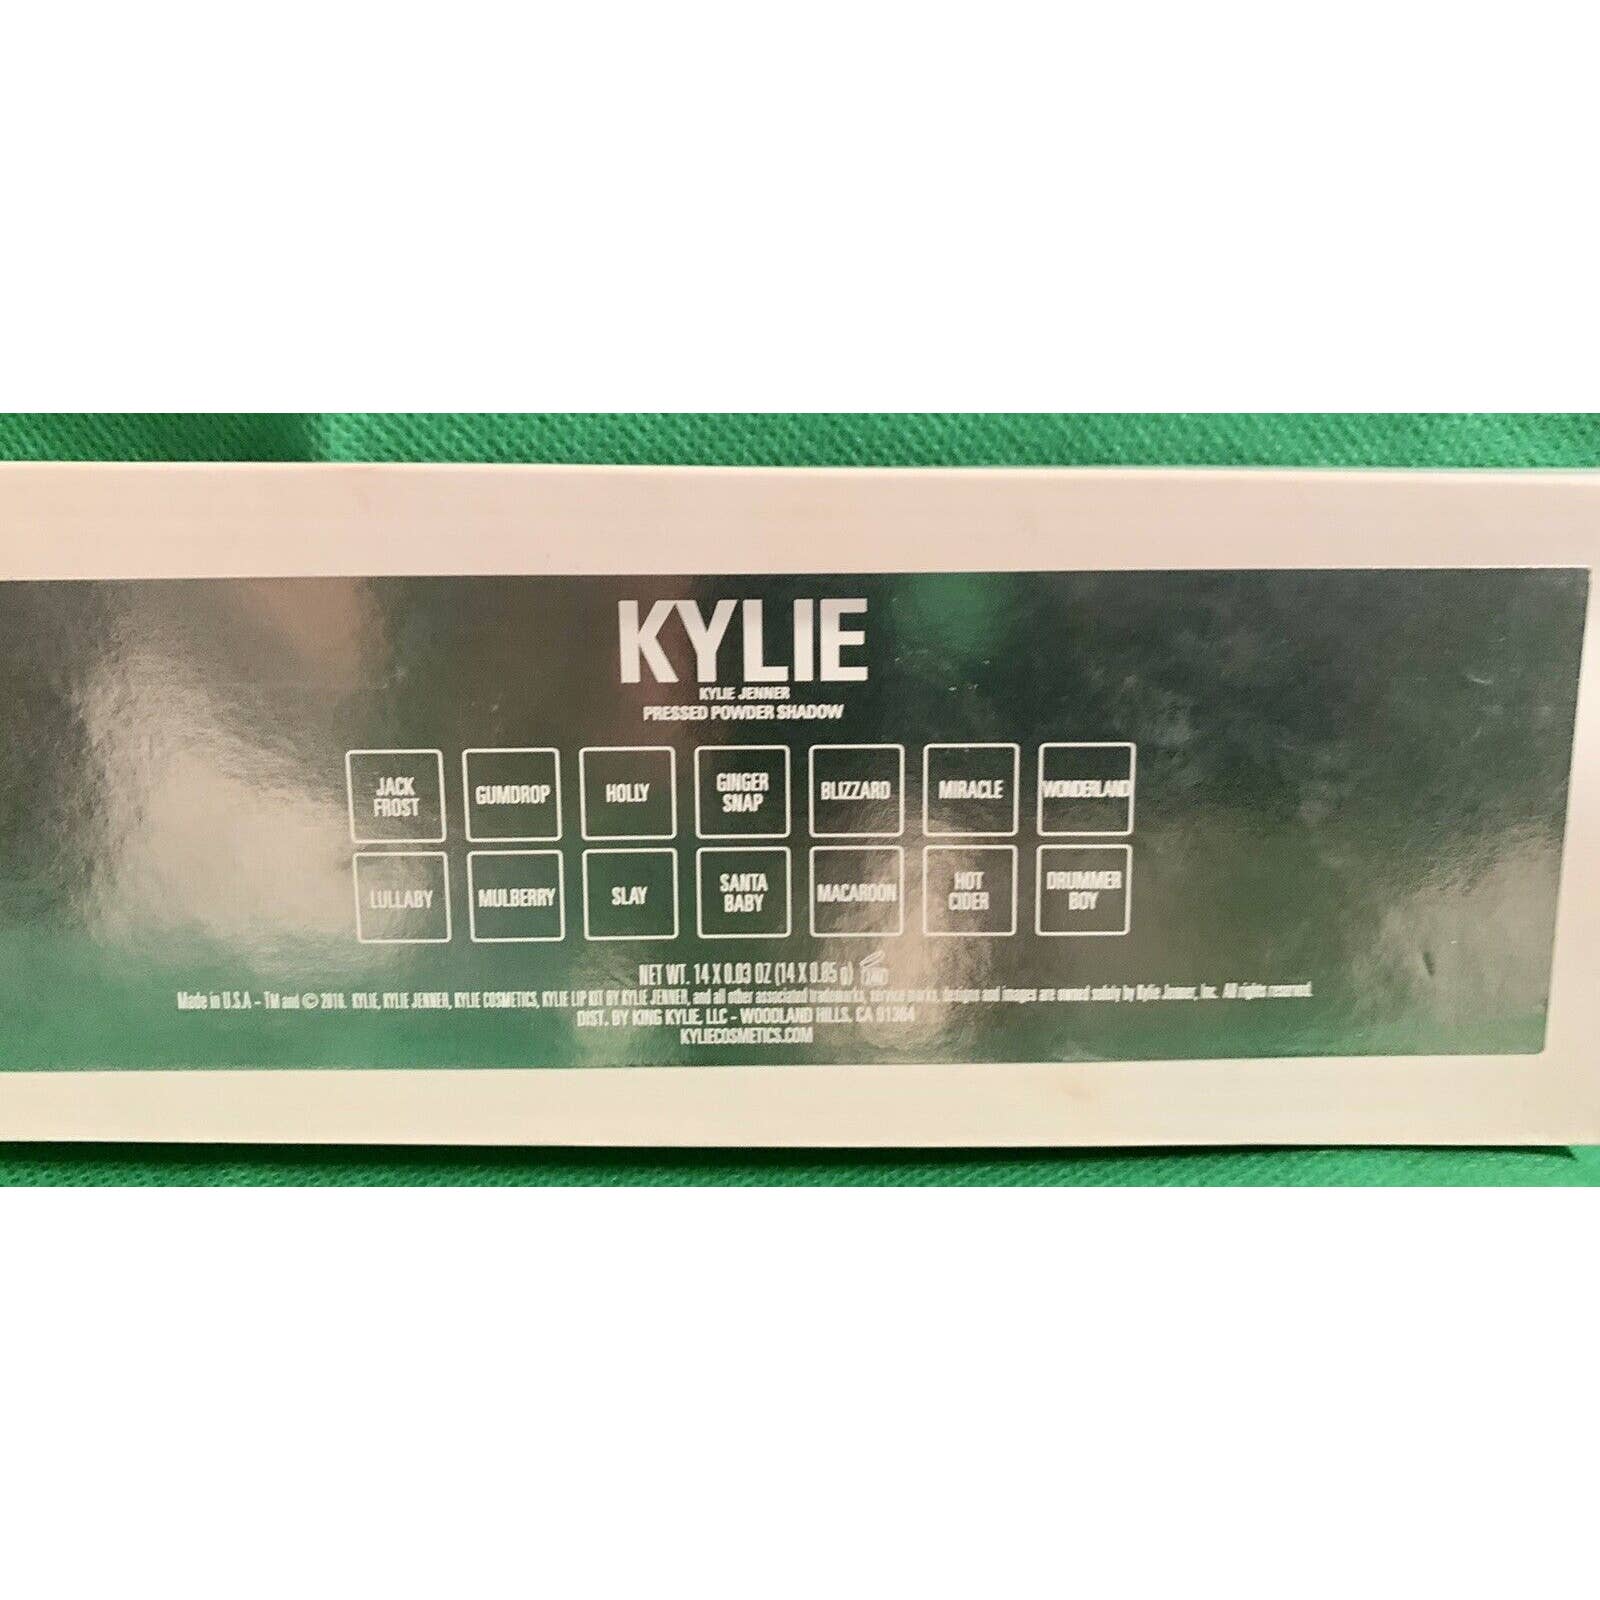 KYLIE
KYLIE JENNER
PRESSED POWDER SHADOW
JACK
FROST
GUMDROP
HOLLY
GINGER
SNAP
BLIZZARD
MIRACLE
WONDERLAND
LULLABY
MULBERRY
SLAY
SANTA
BABY
MACAROON
HOT
CIDER
DRUMMER
BOY
NET WT. 14 X 0.03 OZ (14 X 0.85 g)
Made in U.S.A - TM and © 2016. KYLIE, KYLIE JENNER, KYLIE COSMETICS, KYLIE LIP KIT BY KYLIE JENNER, and all other associated trademarks, service marks, designs and images are owned solely by Kylie Jenner, Inc. All rights reserved.
DIST. BY KING KYLIE, LLC - WOODLAND HILLS, CA 91364
KYLIECOSMETICS.COM